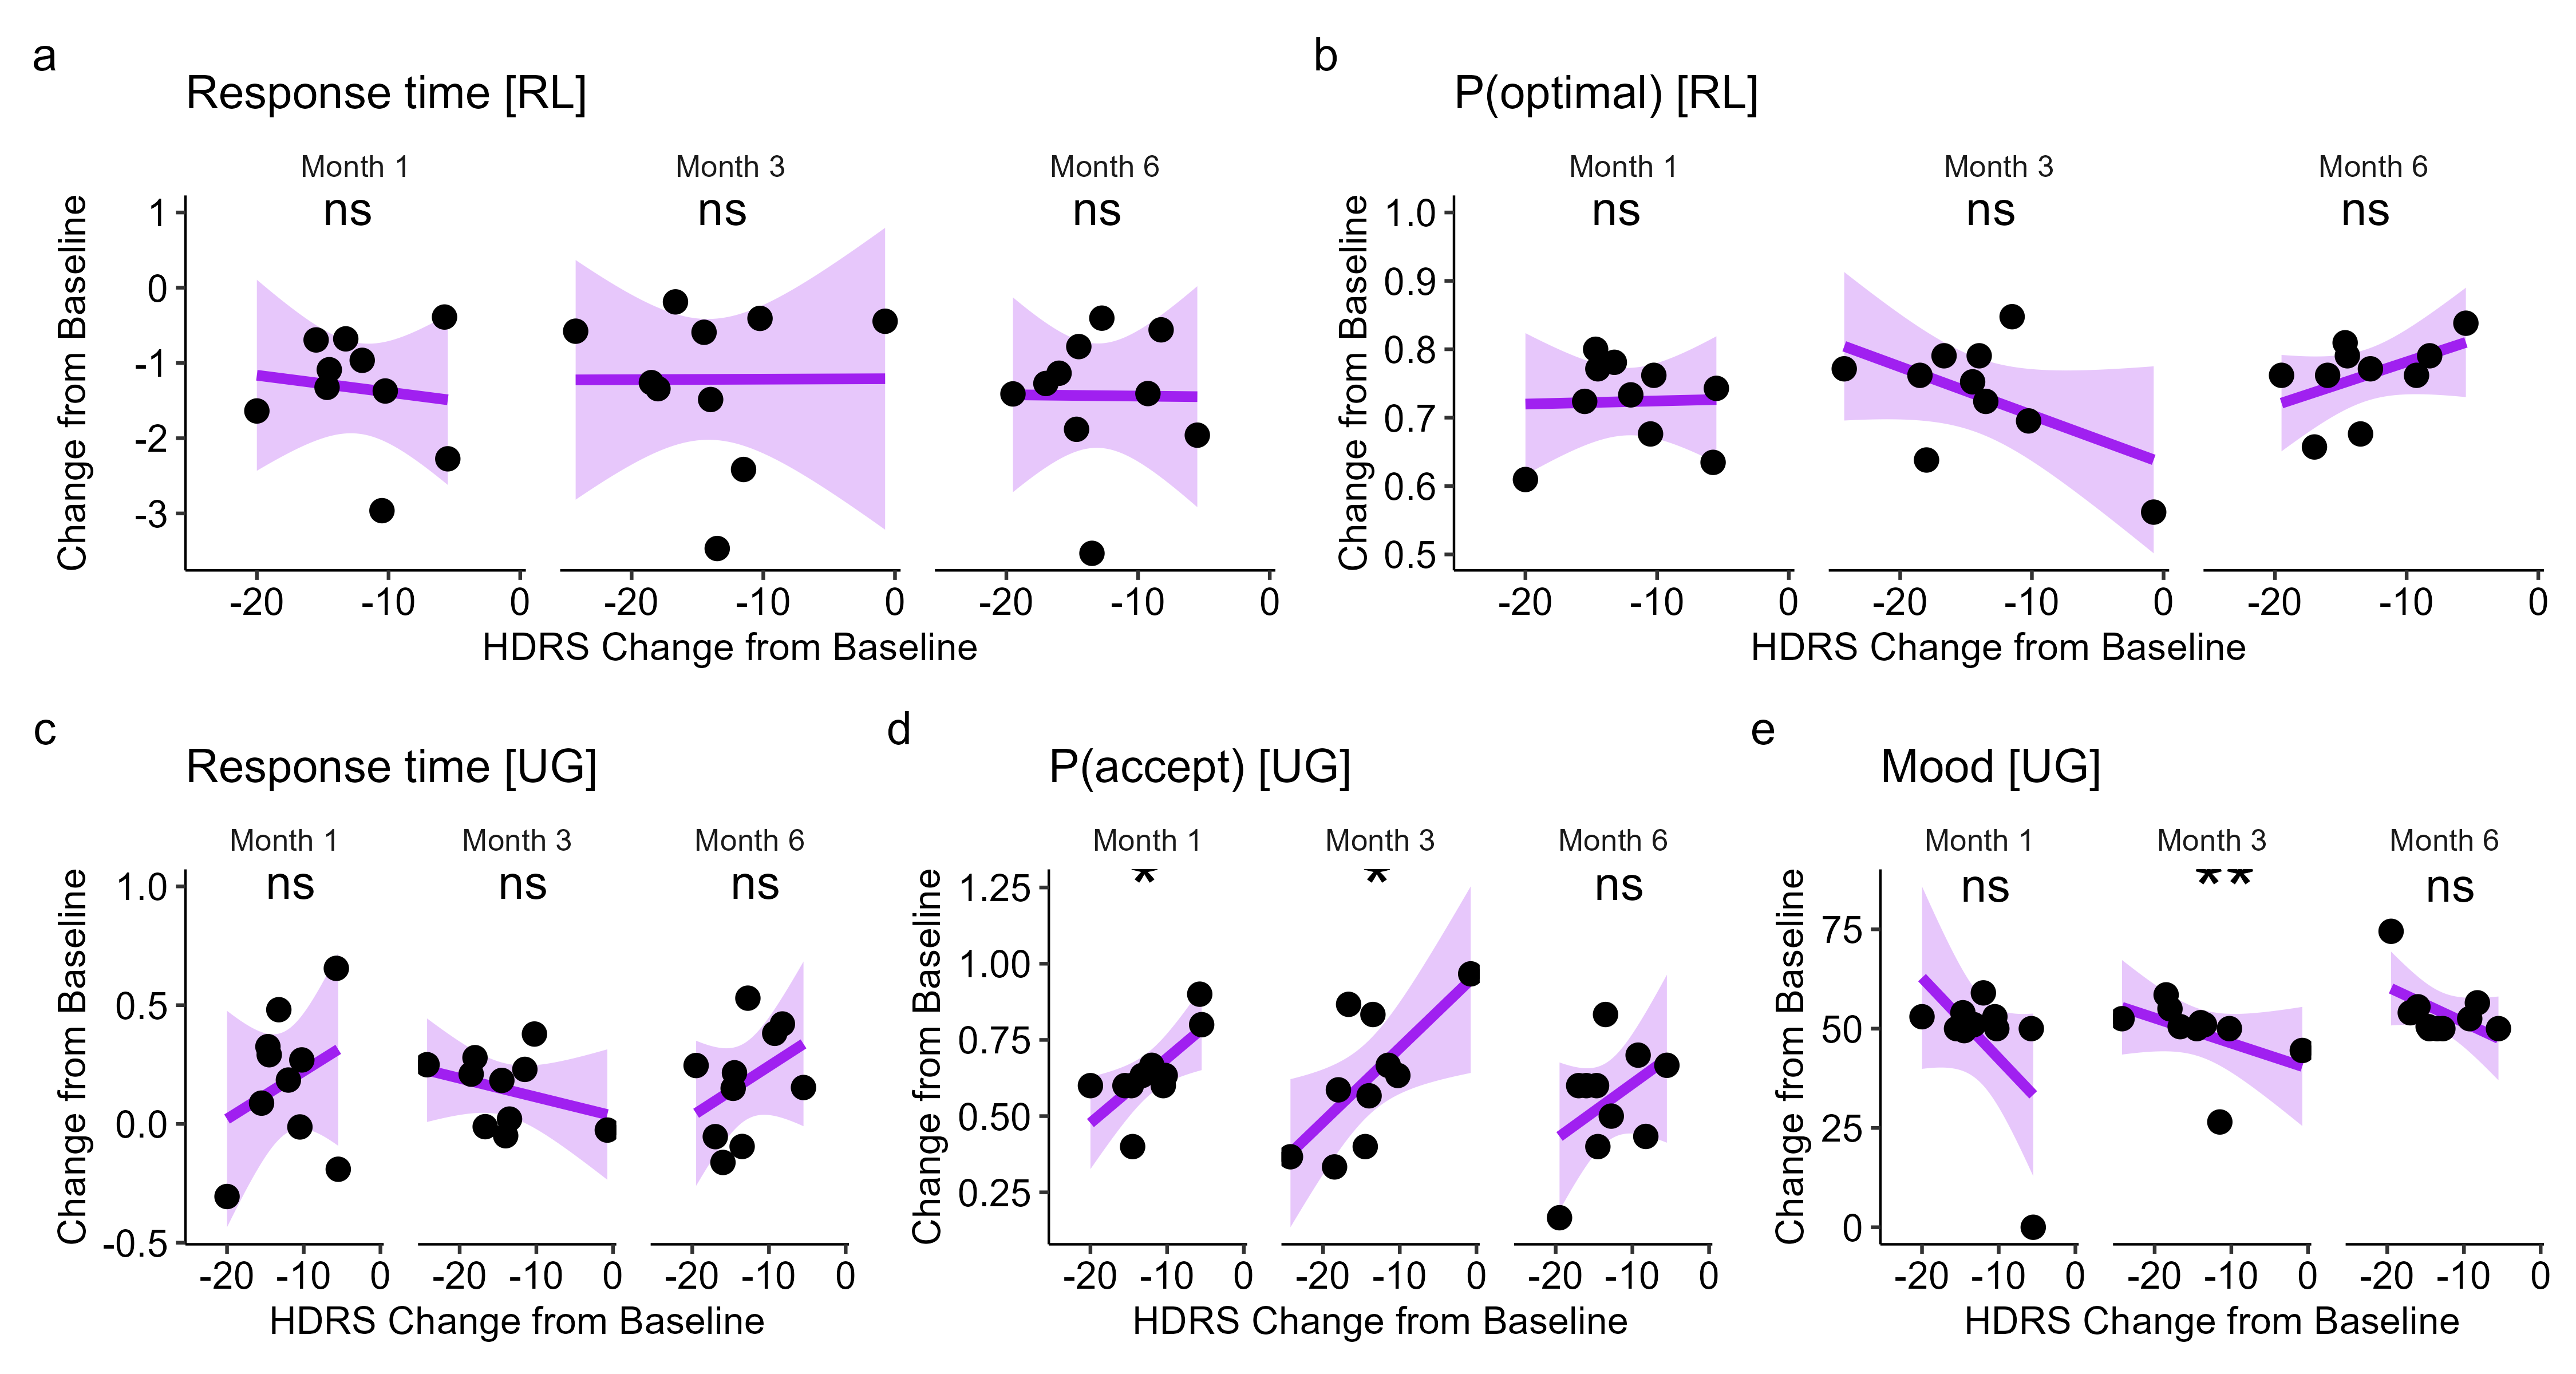 a
Response time [RL]
Month 1 Month 3 Month 6
ns ns ns
Change from Baseline
1
0
-1
-2
-3
-20 -10 0 -20 -10 0 -20 -10 0
HDRS Change from Baseline
b
P(optimal) [RL]
Month 1 Month 3 Month 6
ns ns ns
Change from Baseline
1.0
0.9
0.8
0.7
0.6
0.5
-20 -10 0 -20 -10 0 -20 -10 0
HDRS Change from Baseline
c
Response time [UG]
Month 1 Month 3 Month 6
ns ns ns
Change from Baseline
1.0
0.5
0.0
-0.5
-20 -10 0 -20 -10 0 -20 -10 0
HDRS Change from Baseline
d
P(accept) [UG]
Month 1 Month 3 Month 6
* * ns
Change from Baseline
1.25
1.00
0.75
0.50
0.25
-20 -10 0 -20 -10 0 -20 -10 0
HDRS Change from Baseline
e
Mood [UG]
Month 1 Month 3 Month 6
ns ** ns
Change from Baseline
75
50
25
0
-20 -10 0 -20 -10 0 -20 -10 0
HDRS Change from Baseline